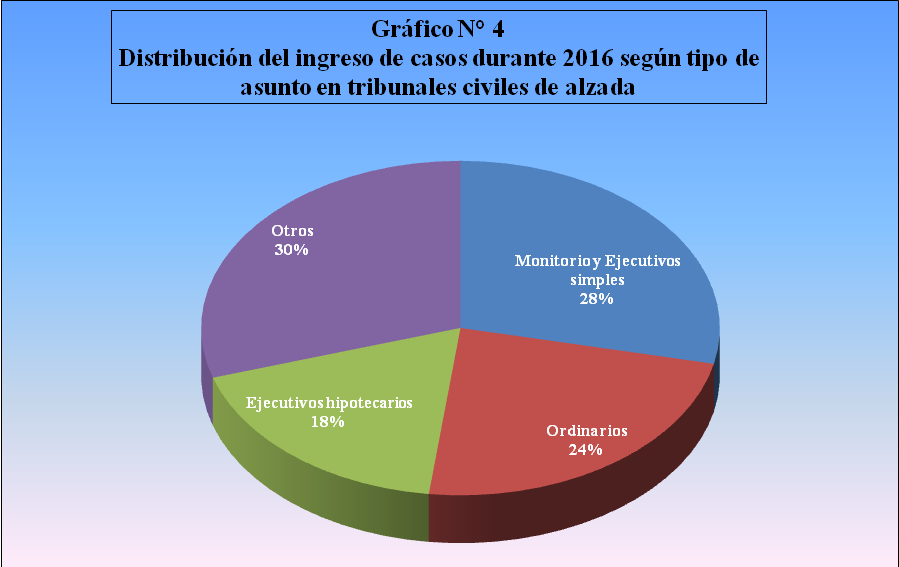 Gráfico N° 4
Distribución del ingreso de casos durante 2016 según tipo de
asunto en tribunales civiles de alzada
Otros
30%
Monitorio y Ejecutivos
simples
28%
Ejecutivos hipotecarios
18%
Ordinarios
24%